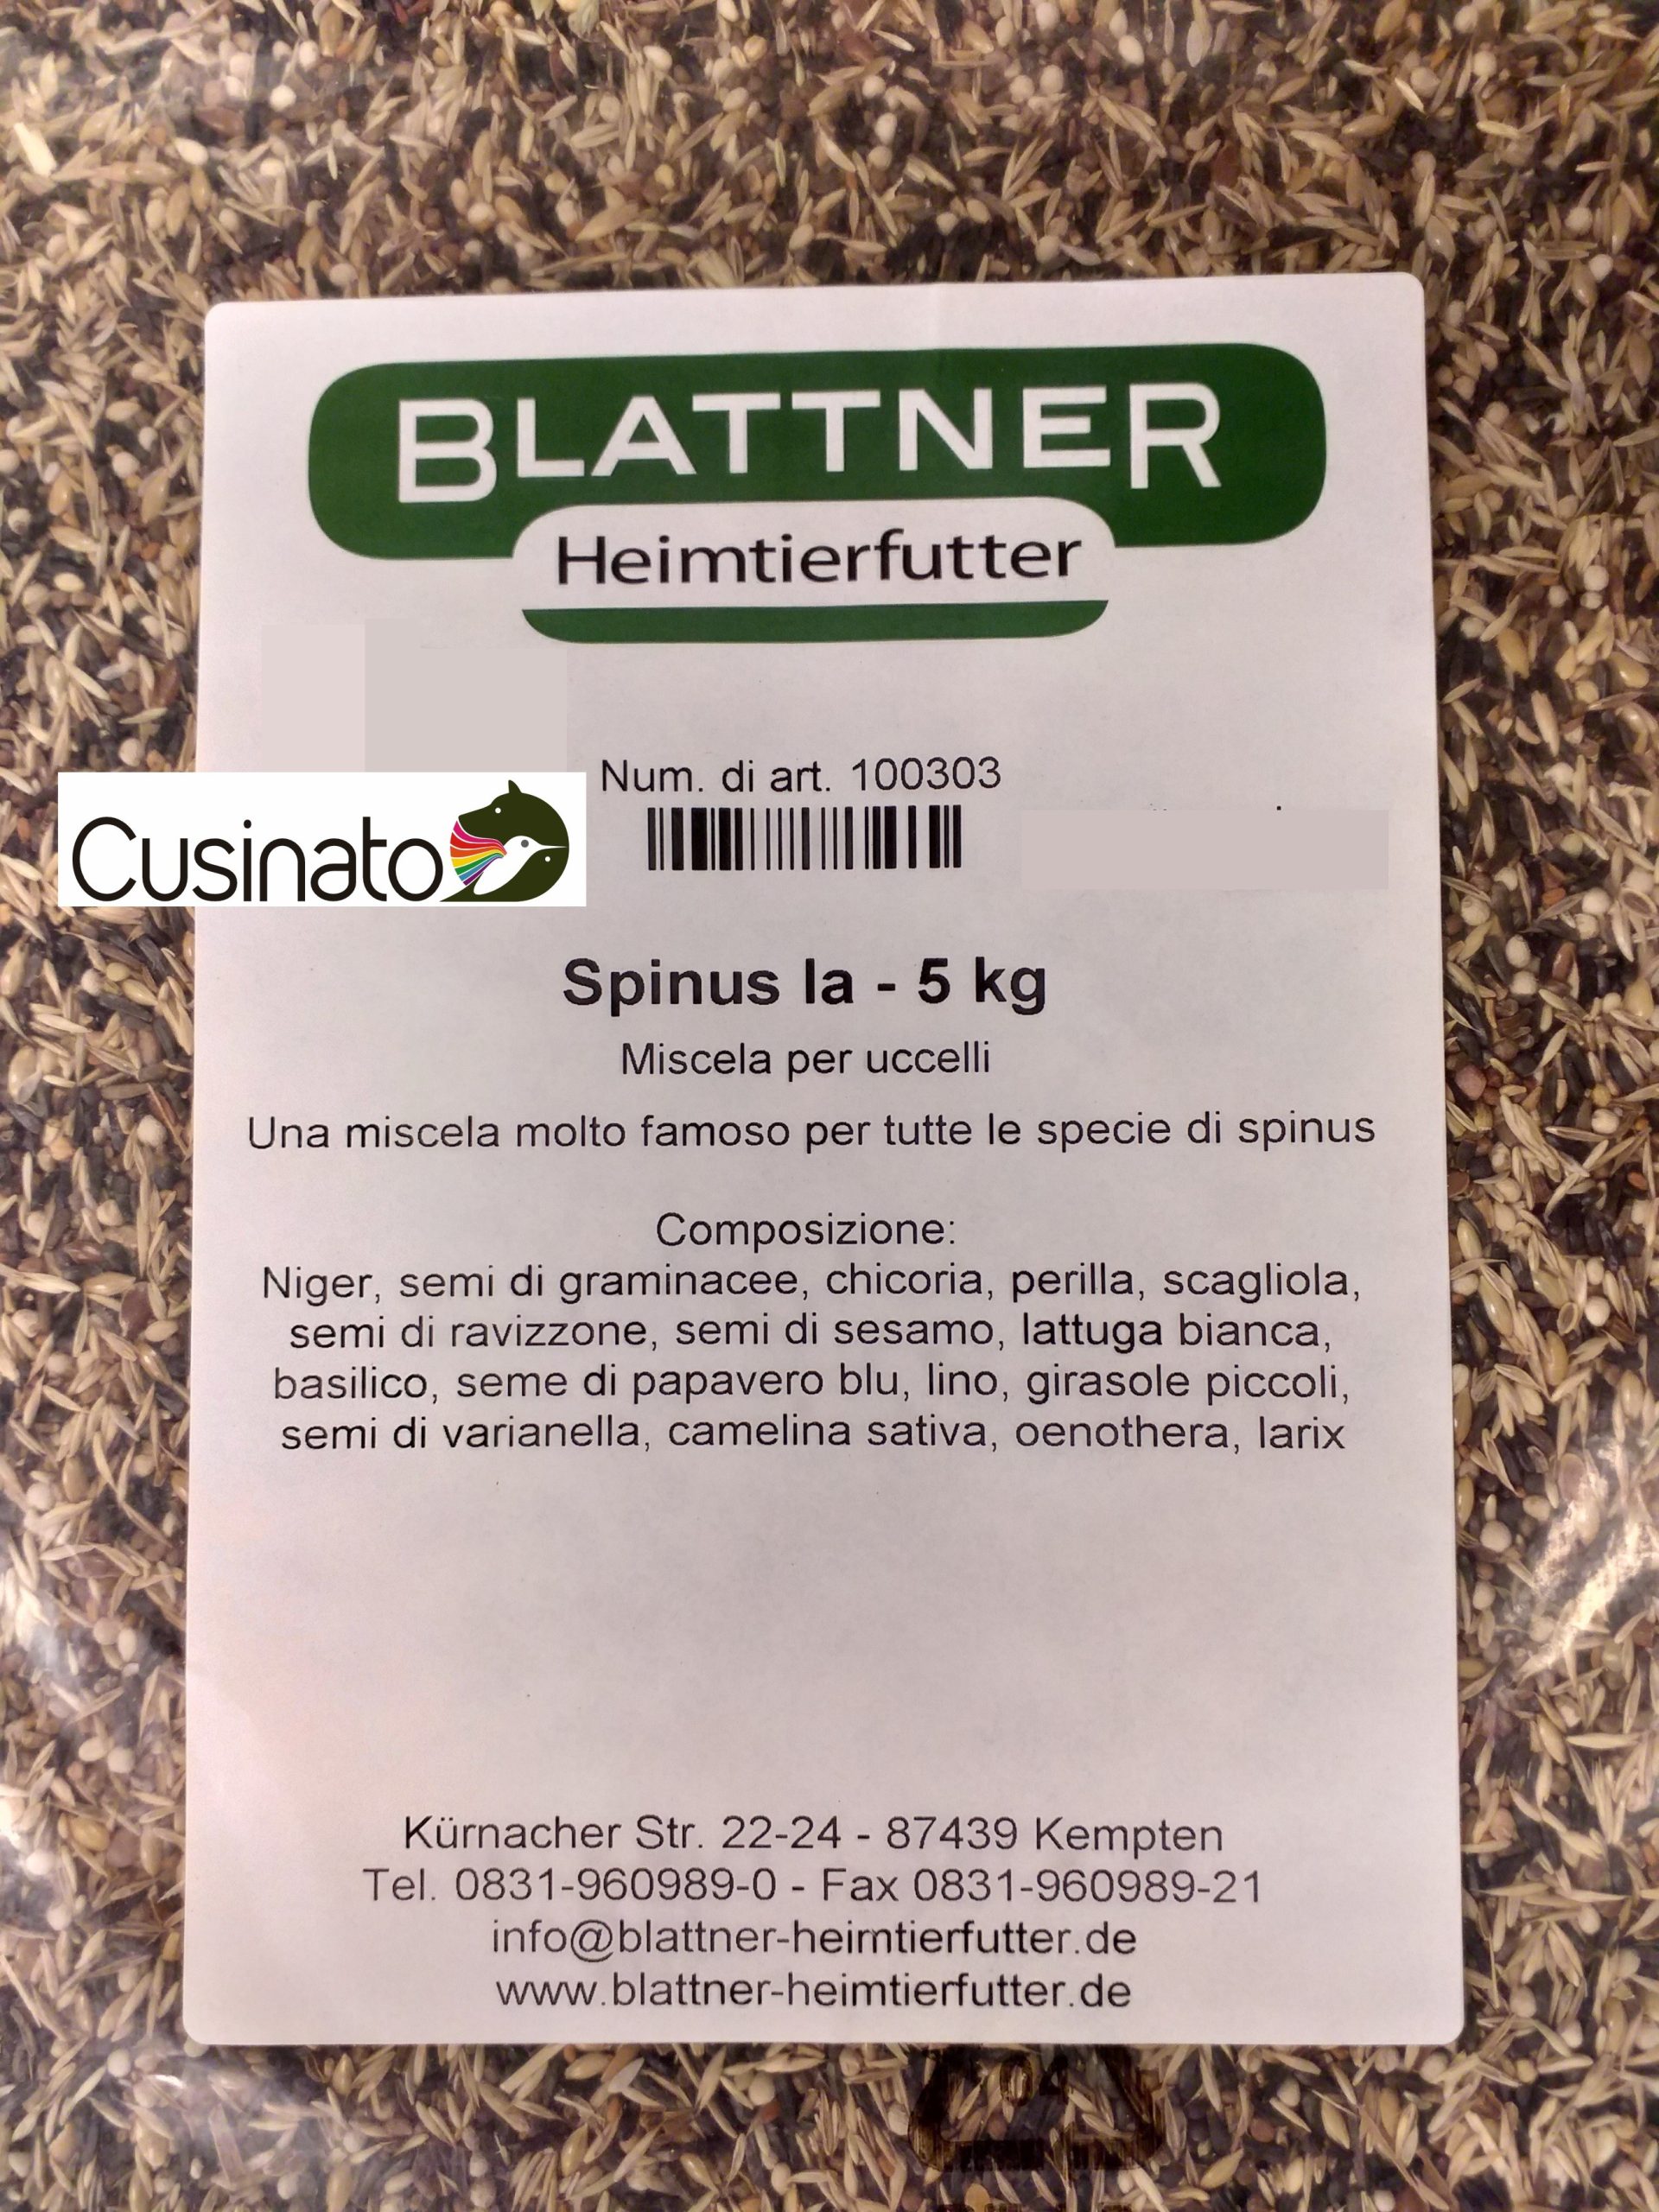 BLATTNER
Heimtierfutter
Num. di art. 100303
Cusinato
Spinus Ia - 5 kg
Miscela per uccelli
Una miscela molto famoso per tutte le specie di spinus
Composizione:
Niger, semi di graminacee, chicoria, perilla, scagliola,
semi di ravizzone, semi di sesamo, lattuga bianca,
basilico, seme di papavero blu, lino, girasole piccoli,
semi di varianella, camelina sativa, oenothera, larix
Kürnacher Str. 22-24 - 87439 Kempten
Tel. 0831-960989-0 - Fax 0831-960989-21
info@blattner-heimtierfutter.de
www.blattner-heimtierfutter.de